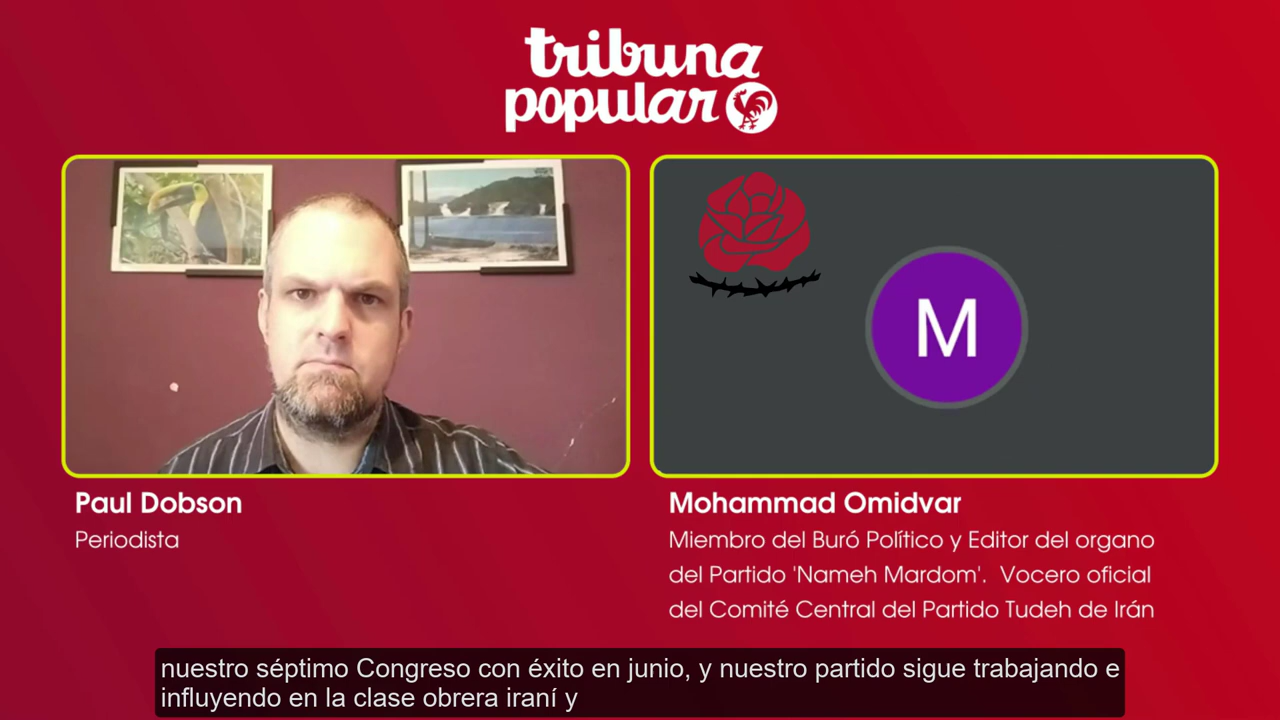 tribuna
popular
M
Paul Dobson
Periodista
Mohammad Omidvar
Miembro del Buró Político y Editor del organo
del Partido 'Nameh Mardom'. Vocero oficial
del Comité Central del Partido Tudeh de Irán
nuestro séptimo Congreso con éxito en junio, y nuestro partido sigue trabajando e
influyendo en la clase obrera iraní y